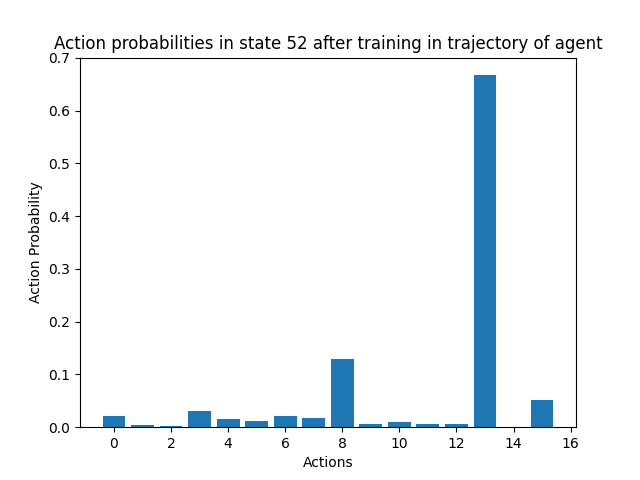 Action probabilities in state 52 after training in trajectory of agent
0.7
0.6
0.5
0.4
0.3
0.2
0.1
0.0
Action Probability
0 2 4 6 8 10 12 14 16
Actions